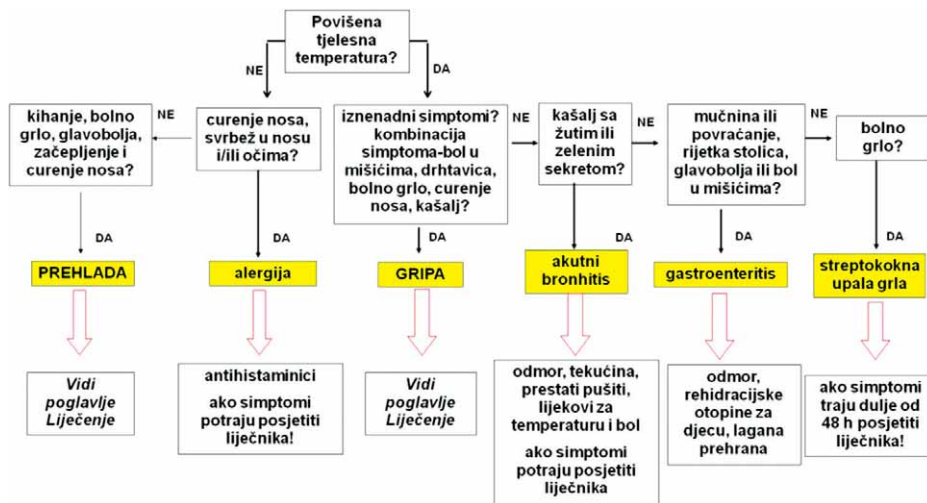 Povišena
tjelesna
temperatura?
NE
DA
kihanje, bolno
grlo, glavobolja,
začepljenje i
curenje nosa?
NE
curenje nosa,
svrbež u nosu
i/ili očima?
iznenadni simptomi?
kombinacija
simptoma-bol u
mišićima, drhtavica,
bolno grlo, curenje
nosa, kašalj?
NE
kašalj sa
žutim ili
zelenim
sekretom?
NE
mučnina ili
povraćanje,
rijetka stolica,
glavobolja ili bol
u mišićima?
NE
bolno
grlo?
DA
DA
DA
DA
DA
DA
PREHLADA
alergija
GRIPA
akutni
bronhitis
gastroenteritis
streptokokna
upala grla
Vidi
poglavlje
Liječenje
antihistaminici
ako simptomi
potraju posjetiti
liječnika!
Vidi
poglavlje
Liječenje
odmor, tekućina,
prestati pušiti,
lijekovi za
temperaturu i bol
ako simptomi
potraju posjetiti
liječnika
odmor,
rehidracijske
otopine za
djecu, lagana
prehrana
ako simptomi
traju dulje od
48 h posjetiti
liječnika!